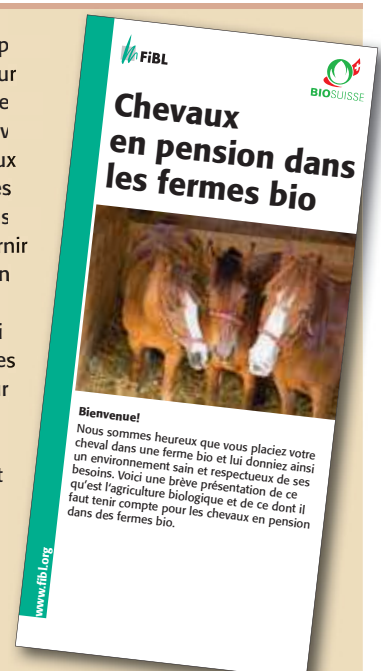 FiBL
BIOSUISSE
Chevaux
en pension dans
les fermes bio
Bienvenue!
Nous sommes heureux que vous placiez votre
cheval dans une ferme bio et lui donniez ainsi
un environnement sain et respectueux de ses
besoins. Voici une brève présentation de ce
qu'est l'agriculture biologique et de ce dont il
faut tenir compte pour les chevaux en pension
dans des fermes bio.
www.fibl.org